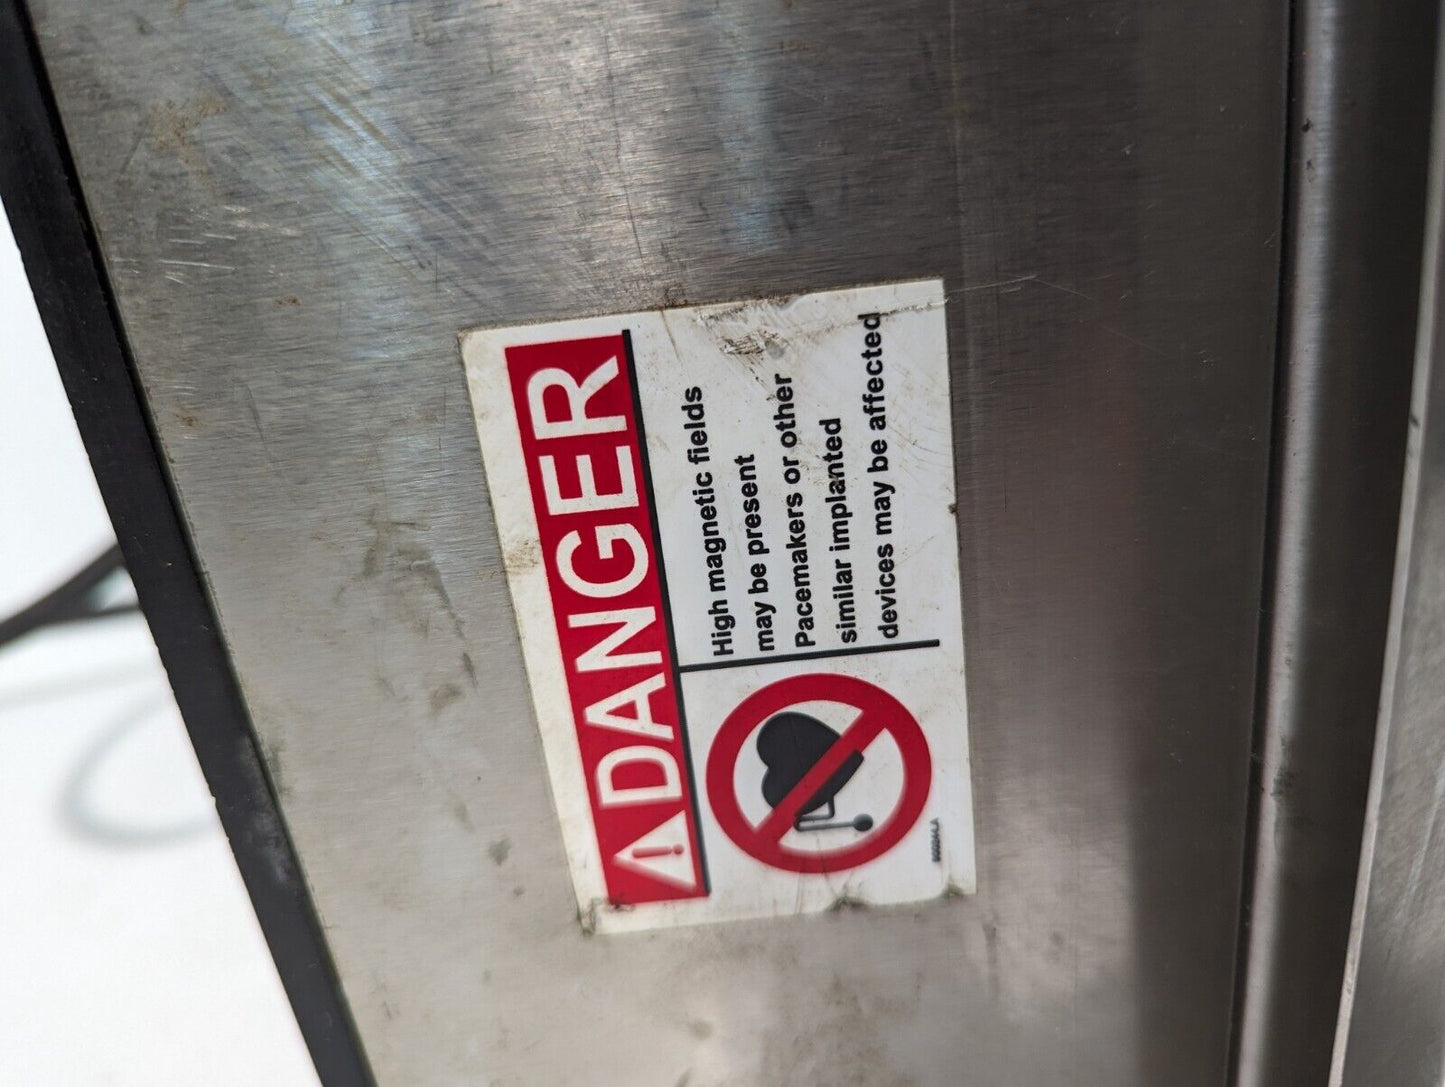 DANGER
High magnetic fields
may be present
Pacemakers or other
similar implanted
devices may be affected